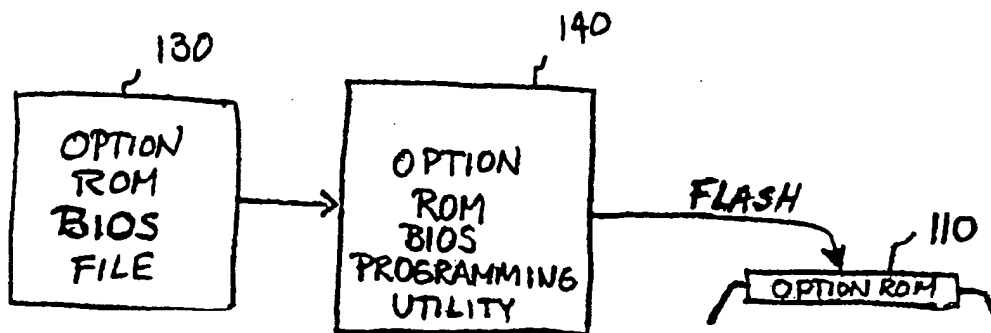 130
OPTION
ROM
BIOS
FILE
140
OPTION
ROM
BIOS
PROGRAMMING
UTILITY
FLASH
110
OPTION ROM